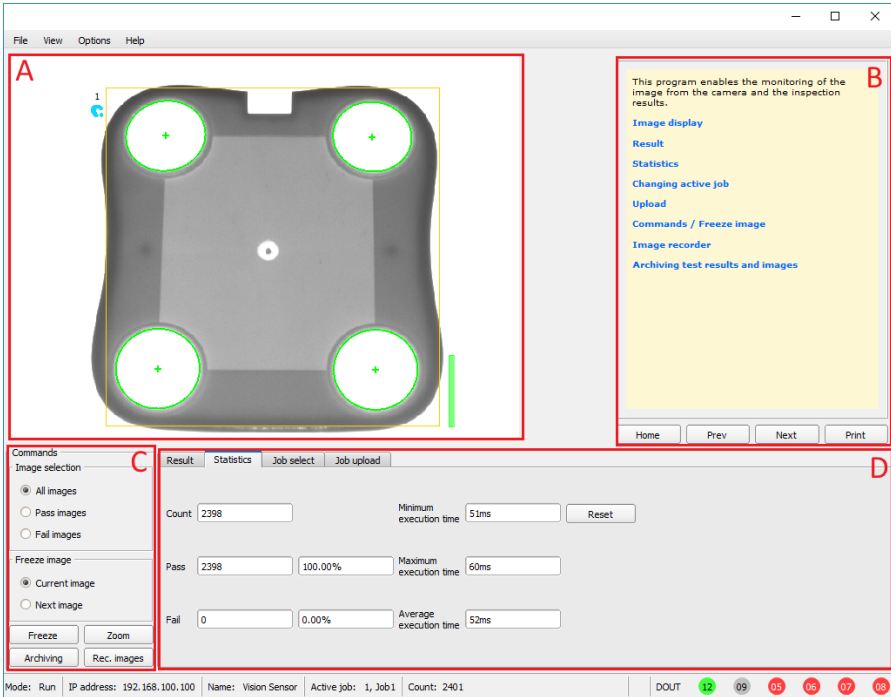 File View Options Help
A
1
B
This program enables the monitoring of the
image from the camera and the inspection
results.
Image display
Result
Statistics
Changing active job
Upload
Commands / Freeze image
Image recorder
Archiving test results and images
Home Prev Next Print
C
Commands
Image selection
All images
Pass images
Fail images
Freeze image
Current image
Next image
Freeze Zoom
Archiving Rec. images
D
Result Statistics Job select Job upload
Count 2398 Minimum execution time 51ms Reset
Pass 2398 100.00% Maximum execution time 60ms
Fail 0 0.00% Average execution time 52ms
Mode: Run IP address: 192.168.100.100 Name: Vision Sensor Active job: 1, Job1 Count: 2401 DOUT 12 09 05 06 07 08